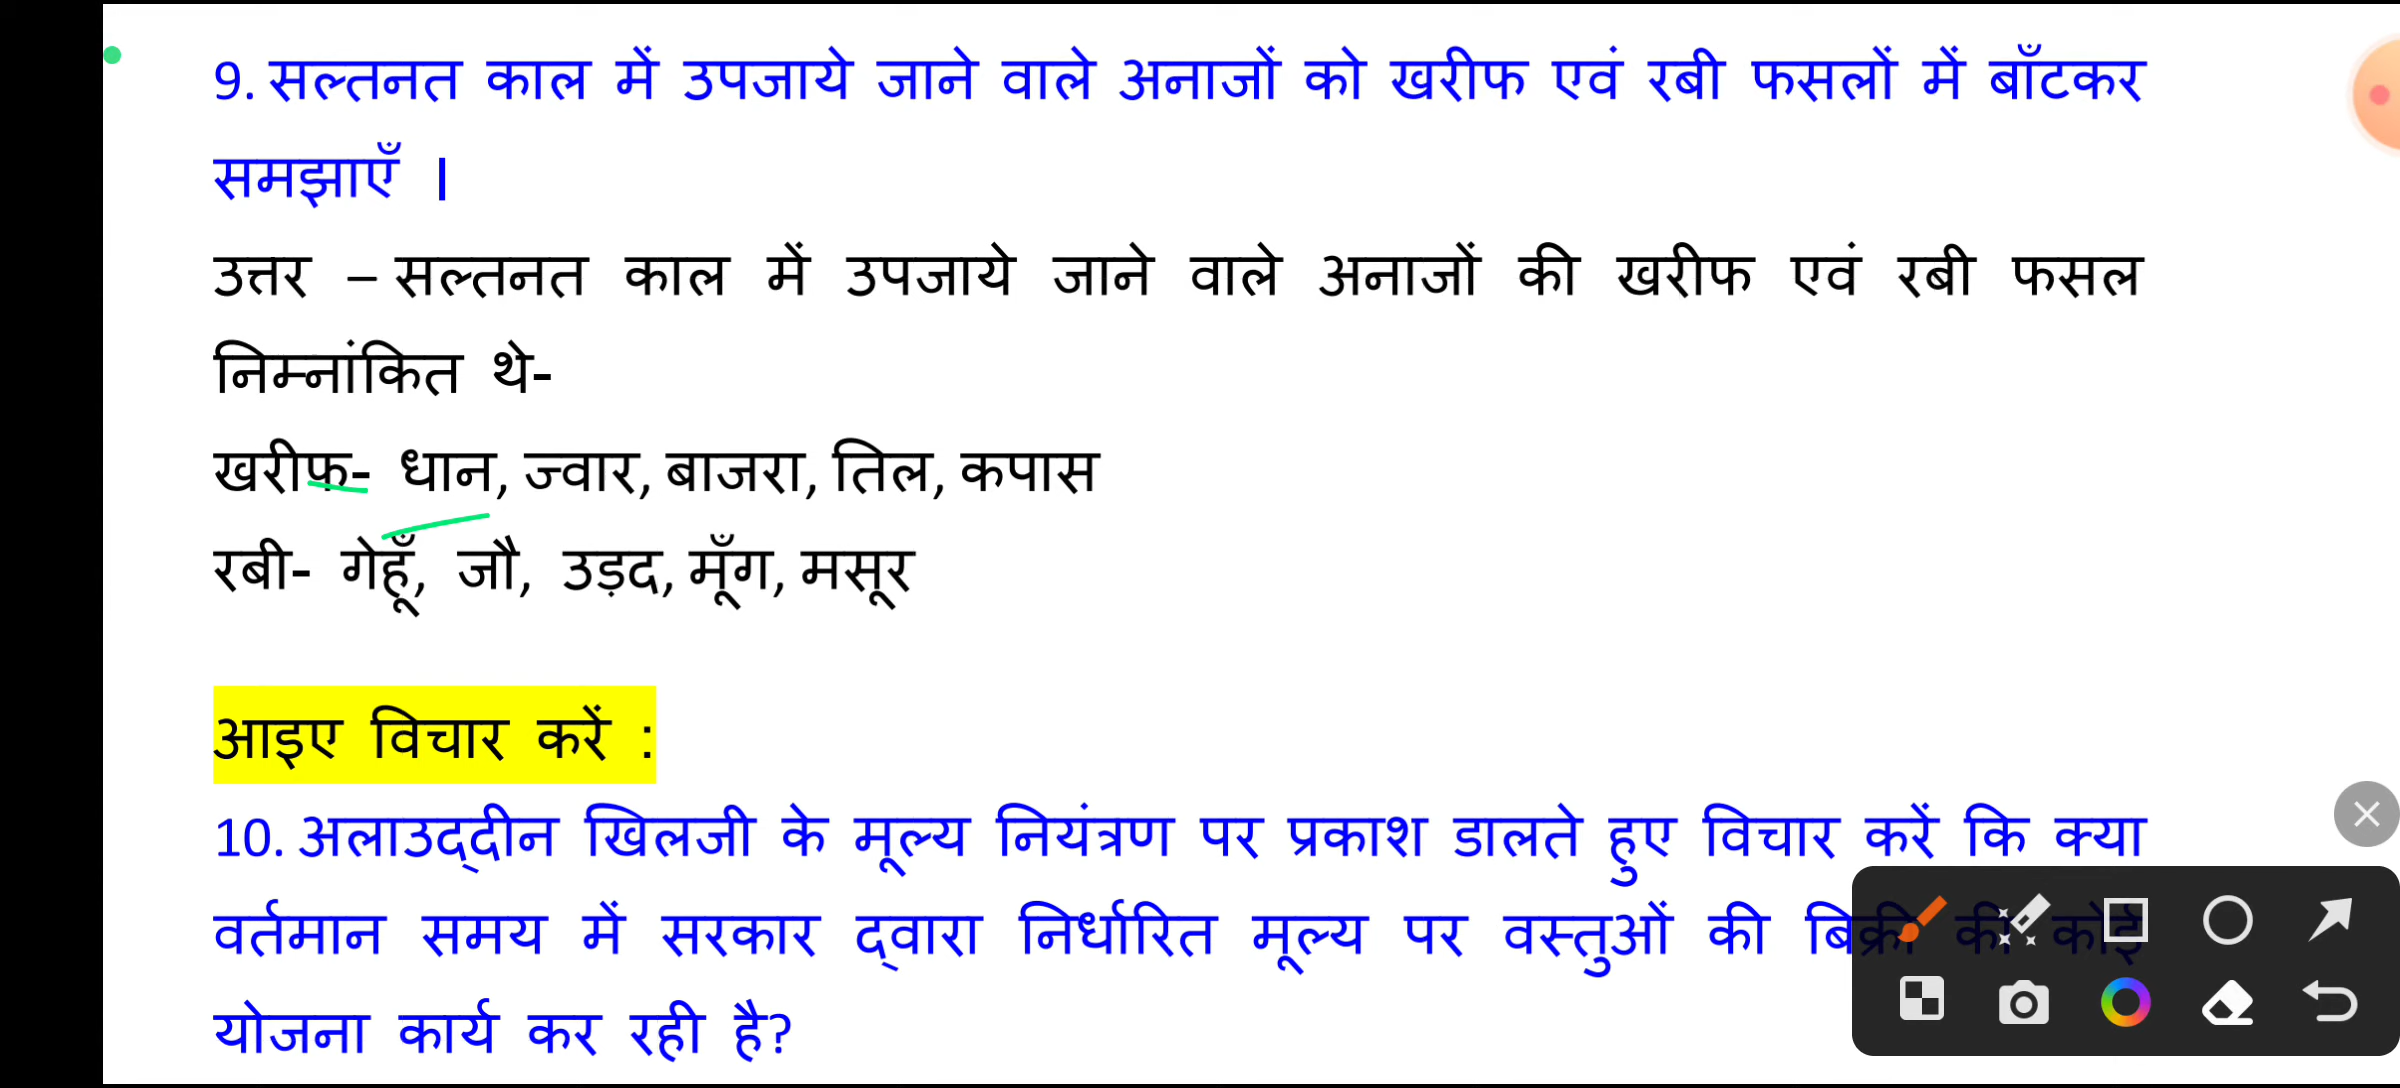 9. सल्तनत काल में उपजाये जाने वाले अनाजों को खरीफ एवं रबी फसलों में बाँटकर
समझाएँ ।
उत्तर – सल्तनत काल में उपजाये जाने वाले अनाजों की खरीफ एवं रबी फसल
निम्नांकित थे-
खरीफ- धान, ज्वार, बाजरा, तिल, कपास
रबी- गेहूँ, जौ, उड़द, मूँग, मसूर
आइए विचार करें :
10. अलाउद्दीन खिलजी के मूल्य नियंत्रण पर प्रकाश डालते हुए विचार करें कि क्या
वर्तमान समय में सरकार द्वारा निर्धारित मूल्य पर वस्तुओं की बिक्री की कोई
योजना कार्य कर रही है?